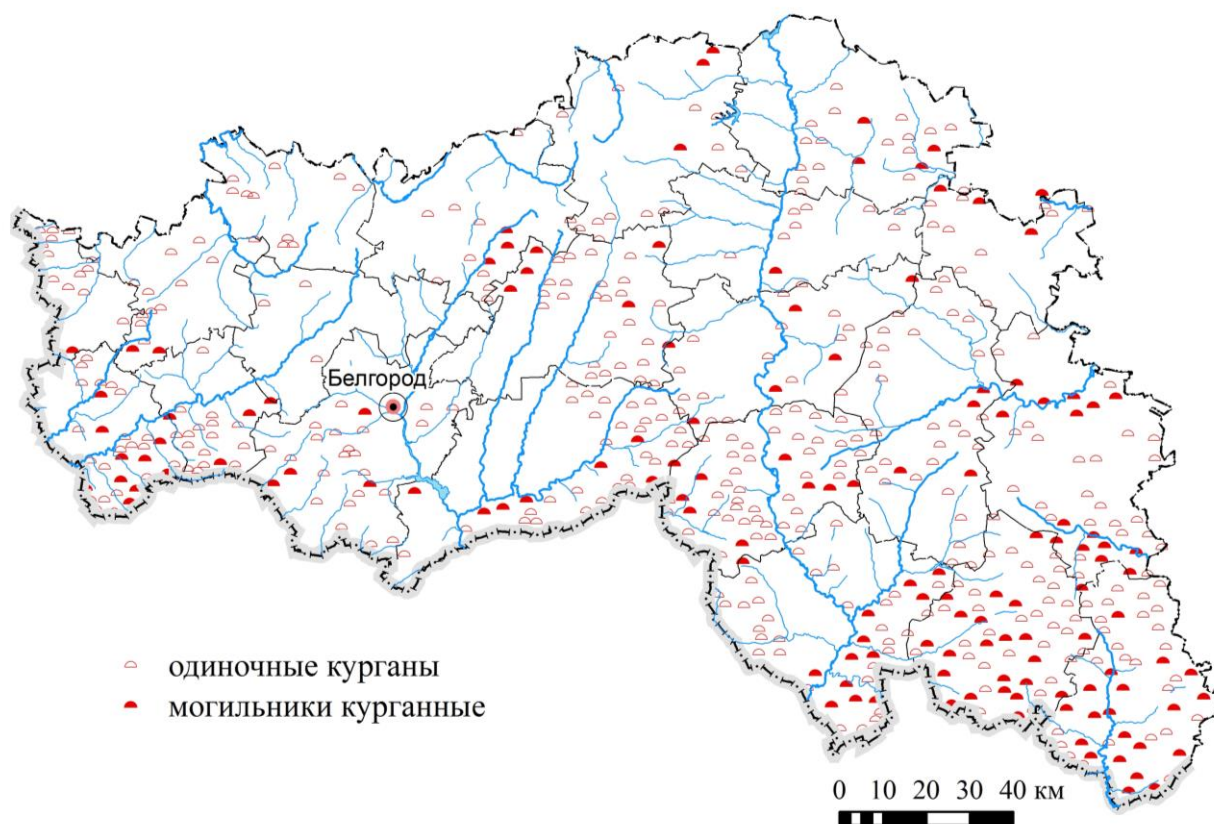 Белгород
одиночные курганы
могильники курганные
0 10 20 30 40 км